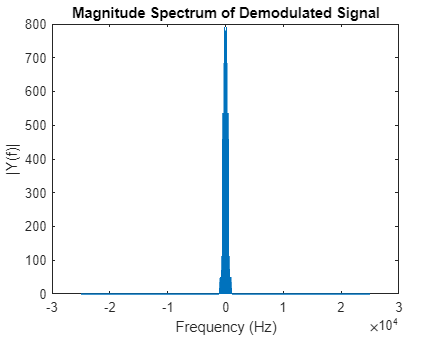 Magnitude Spectrum of Demodulated Signal
800
700
600
500
400
300
200
100
0
|Y(f)|
-3 -2 -1 0 1 2 3
Frequency (Hz)
×10^4